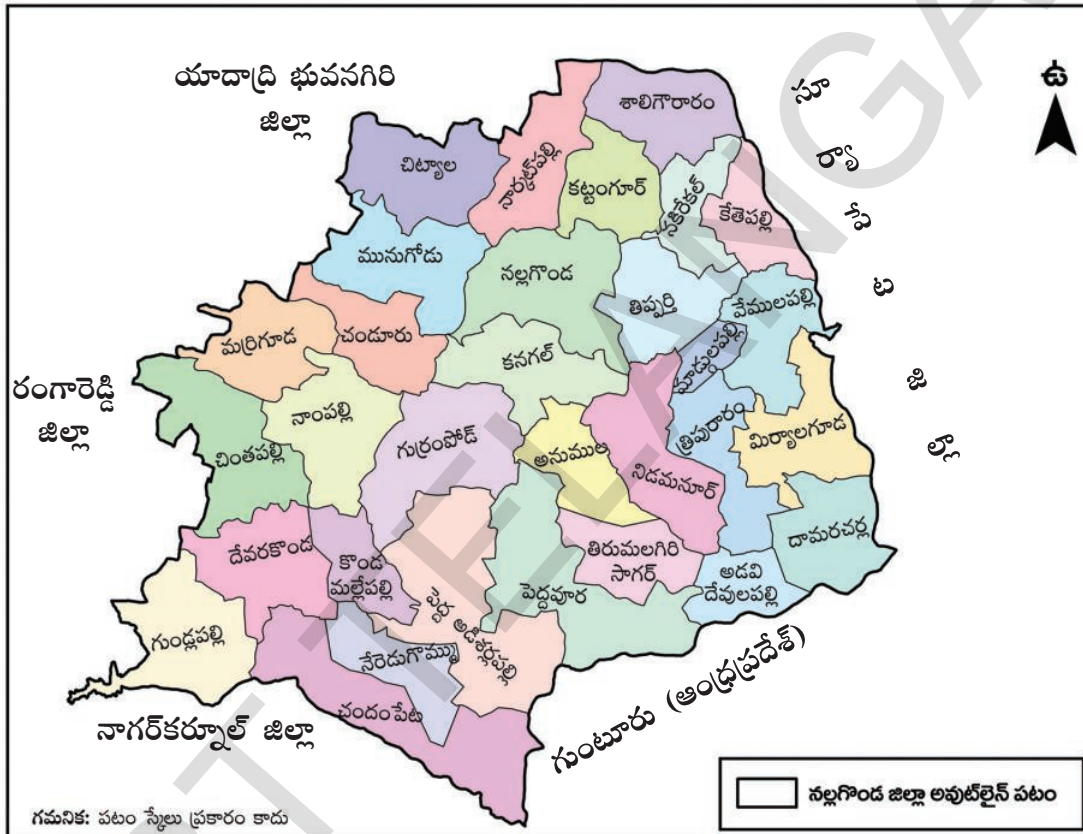 యాదాద్రి భువనగిరి
జిల్లా
ఉ
సూర్యాపేట జిల్లా
శాలిగౌరారం
చిట్యాల
నార్కట్‌పల్లి
కట్టంగూర్
నకిరేకల్
కేతెపల్లి
మునుగోడు
నల్లగొండ
తిప్పర్తి
వేములపల్లి
మర్రిగూడ
చండూరు
కనగల్
మాడ్గులపల్లి
రంగారెడ్డి
జిల్లా
నాంపల్లి
గుర్రంపోడ్
అనుముల
త్రిపురారం
మిర్యాలగూడ
చింతపల్లి
నిడమనూర్
దేవరకొండ
కొండ
మల్లేపల్లి
తిరుమలగిరి
సాగర్
దామరచర్ల
అడవి
దేవులపల్లి
పెద్దవూర
పెద్ద అడిశర్లపల్లి
గుండ్లపల్లి
నేరెడుగొమ్ము
చందంపేట
నాగర్‌కర్నూల్ జిల్లా
గుంటూరు (ఆంధ్రప్రదేశ్)
నల్లగొండ జిల్లా అవుట్‌లైన్ పటం
గమనిక: పటం స్కేలు ప్రకారం కాదు